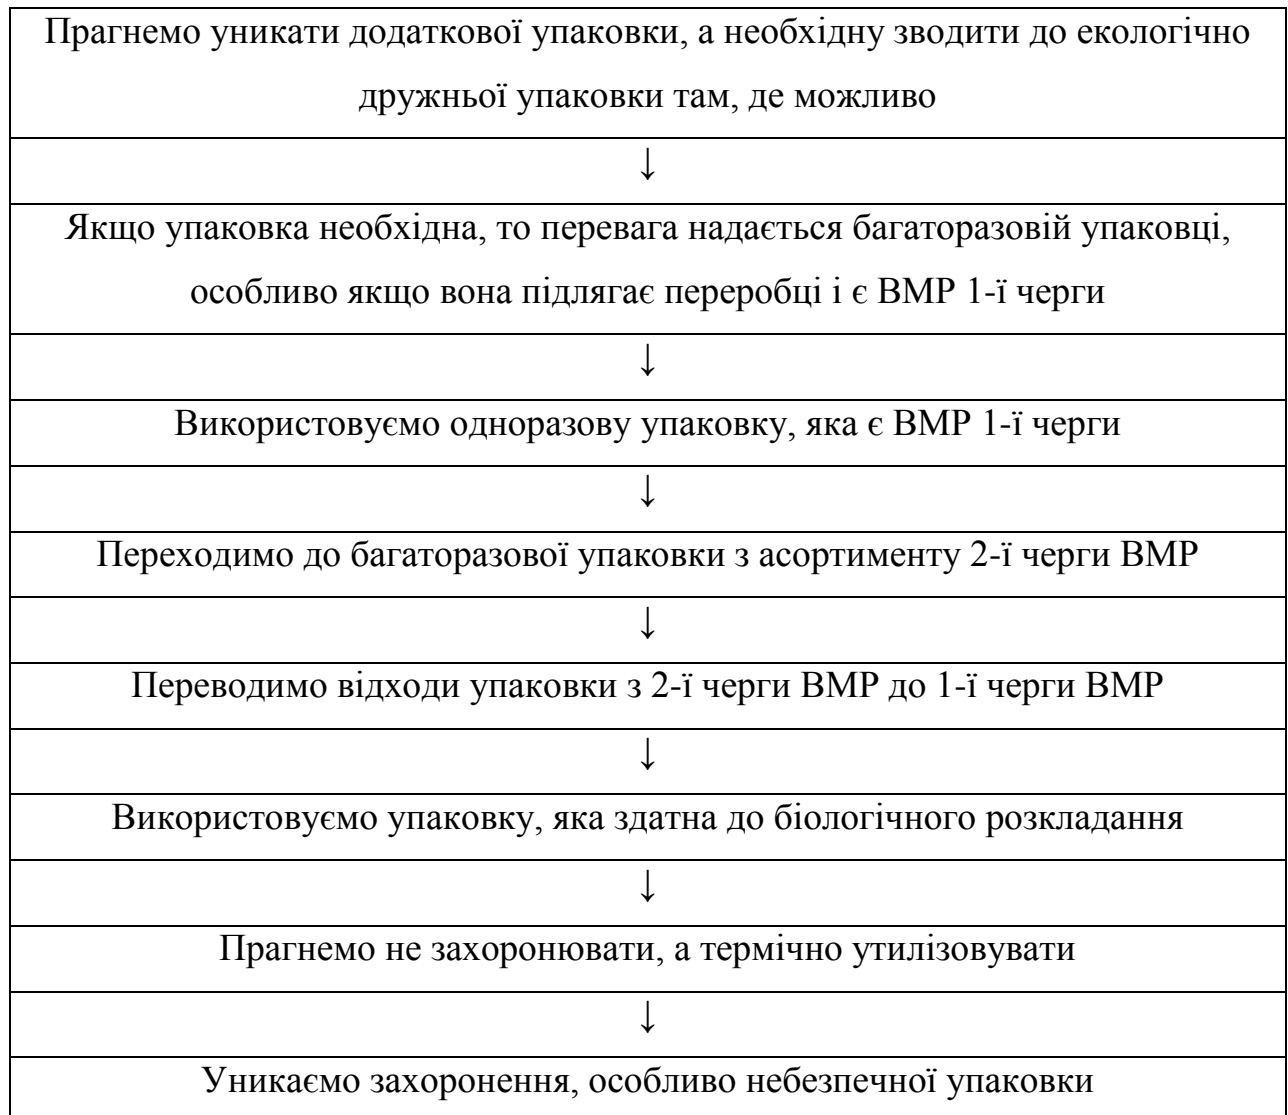 Прагнемо уникати додаткової упаковки, а необхідну зводити до екологічно
дружньої упаковки там, де можливо
↓
Якщо упаковка необхідна, то перевага надається багаторазовій упаковці,
особливо якщо вона підлягає переробці і є ВМР 1-ї черги
↓
Використовуємо одноразову упаковку, яка є ВМР 1-ї черги
↓
Переходимо до багаторазової упаковки з асортименту 2-ї черги ВМР
↓
Переводимо відходи упаковки з 2-ї черги ВМР до 1-ї черги ВМР
↓
Використовуємо упаковку, яка здатна до біологічного розкладання
↓
Прагнемо не захоронювати, а термічно утилізовувати
↓
Уникаємо захоронення, особливо небезпечної упаковки